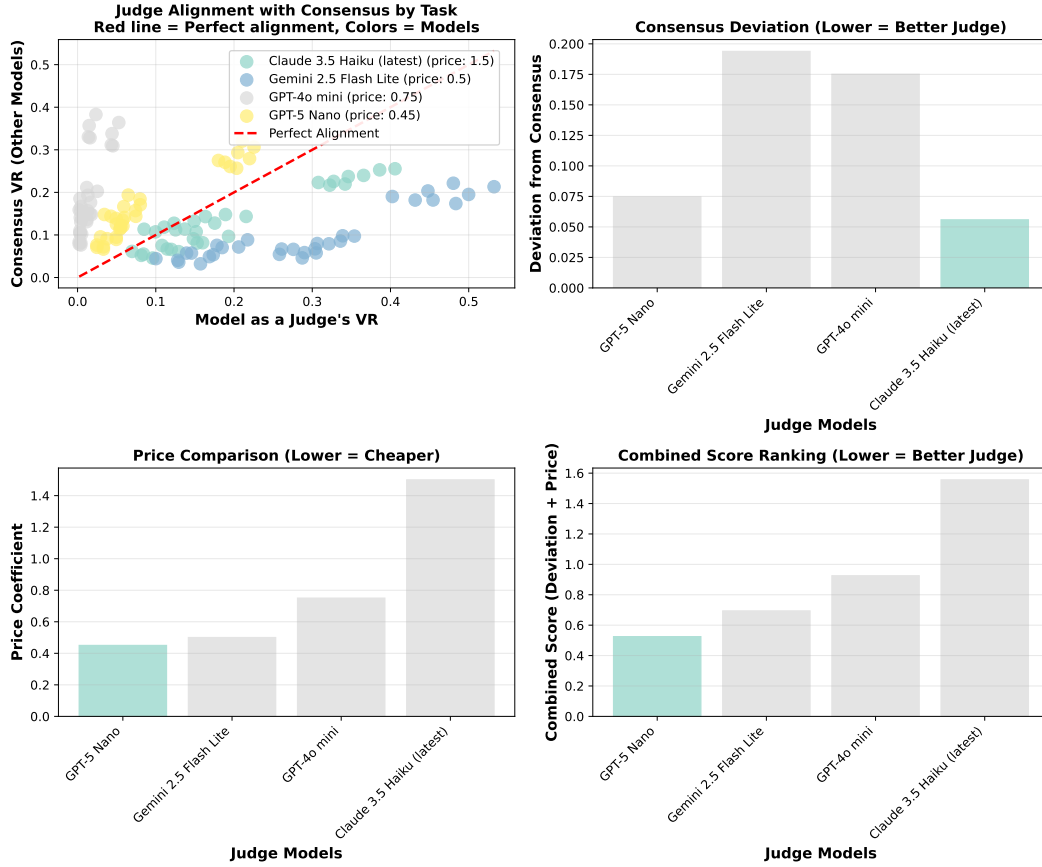 Judge Alignment with Consensus by Task
Red line = Perfect alignment, Colors = Models
Consensus VR (Other Models)
0.5
0.4
0.3
0.2
0.1
0.0
Claude 3.5 Haiku (latest) (price: 1.5)
Gemini 2.5 Flash Lite (price: 0.5)
GPT-4o mini (price: 0.75)
GPT-5 Nano (price: 0.45)
Perfect Alignment
0.0 0.1 0.2 0.3 0.4 0.5
Model as a Judge's VR
Consensus Deviation (Lower = Better Judge)
Deviation from Consensus
0.200
0.175
0.150
0.125
0.100
0.075
0.050
0.025
0.000
GPT-5 Nano
Gemini 2.5 Flash Lite
GPT-4o mini
Claude 3.5 Haiku (latest)
Judge Models
Price Comparison (Lower = Cheaper)
Price Coefficient
1.4
1.2
1.0
0.8
0.6
0.4
0.2
0.0
GPT-5 Nano
Gemini 2.5 Flash Lite
GPT-4o mini
Claude 3.5 Haiku (latest)
Judge Models
Combined Score Ranking (Lower = Better Judge)
Combined Score (Deviation + Price)
1.6
1.4
1.2
1.0
0.8
0.6
0.4
0.2
0.0
GPT-5 Nano
Gemini 2.5 Flash Lite
GPT-4o mini
Claude 3.5 Haiku (latest)
Judge Models